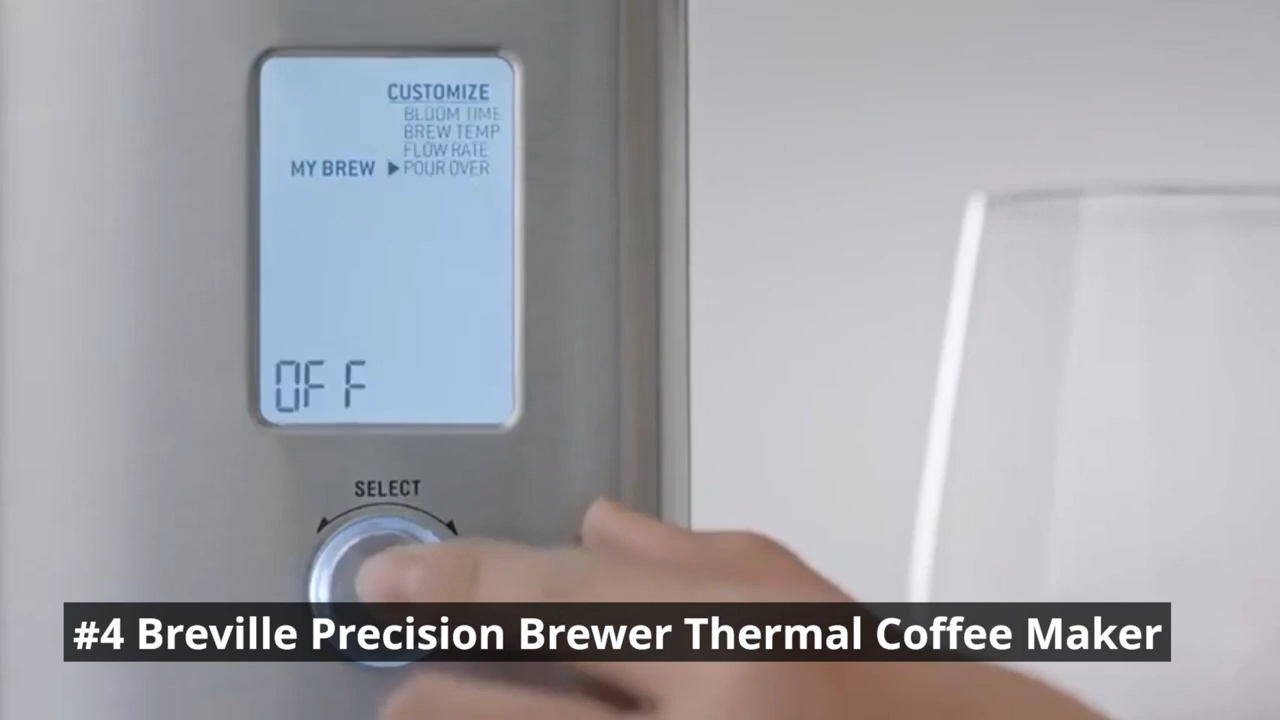 CUSTOMIZE
BLOOM TIME
BREW TEMP
FLOW RATE
MY BREW ▶POUR OVER
OFF
SELECT
#4 Breville Precision Brewer Thermal Coffee Maker